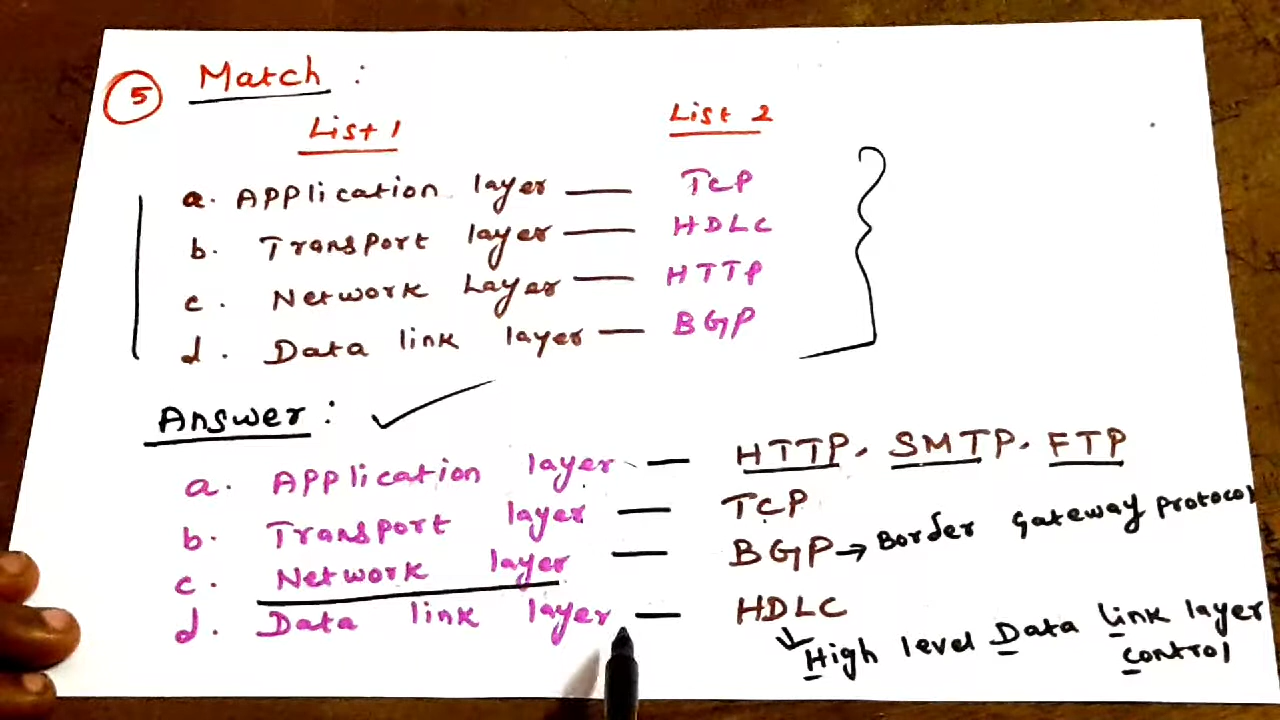 5 Match :
List 1 List 2
a. Application layer — TCP
b. Transport layer — HDLC
c. Network Layer — HTTP
d. Data link layer — BGP
Answer :
a. Application layer — HTTP, SMTP, FTP
b. Transport layer — TCP
c. Network layer — BGP → Border Gateway Protocol
d. Data link layer — HDLC
High level Data link layer
control